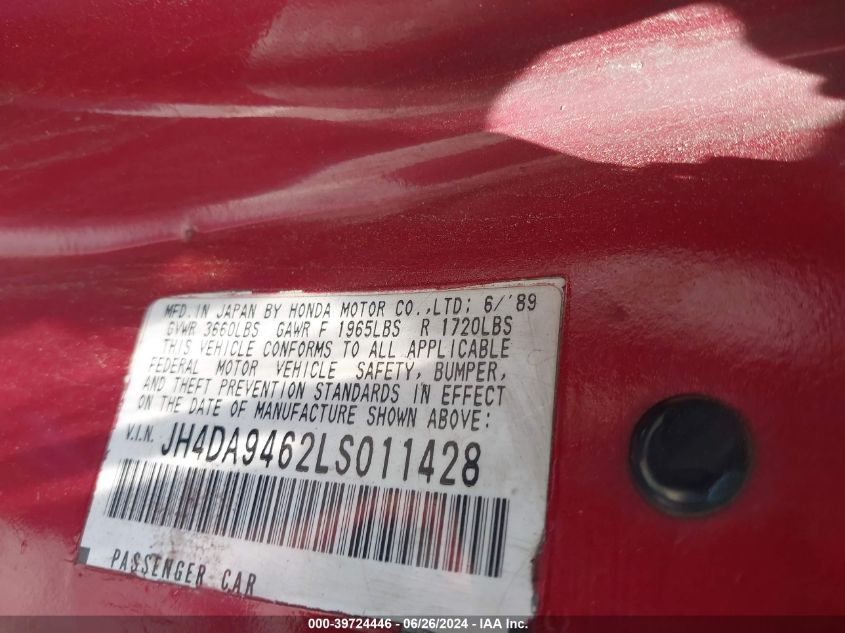 MFD. IN JAPAN BY HONDA MOTOR CO.,LTD; 6/'89
GVWR 3660LBS GAWR F 1965LBS R 1720LBS
THIS VEHICLE CONFORMS TO ALL APPLICABLE
FEDERAL MOTOR VEHICLE SAFETY, BUMPER,
AND THEFT PREVENTION STANDARDS IN EFFECT
ON THE DATE OF MANUFACTURE SHOWN ABOVE:
V.I.N. JH4DA9462LS011428
PASSENGER CAR
000-39724446 - 06/26/2024 - IAA Inc.